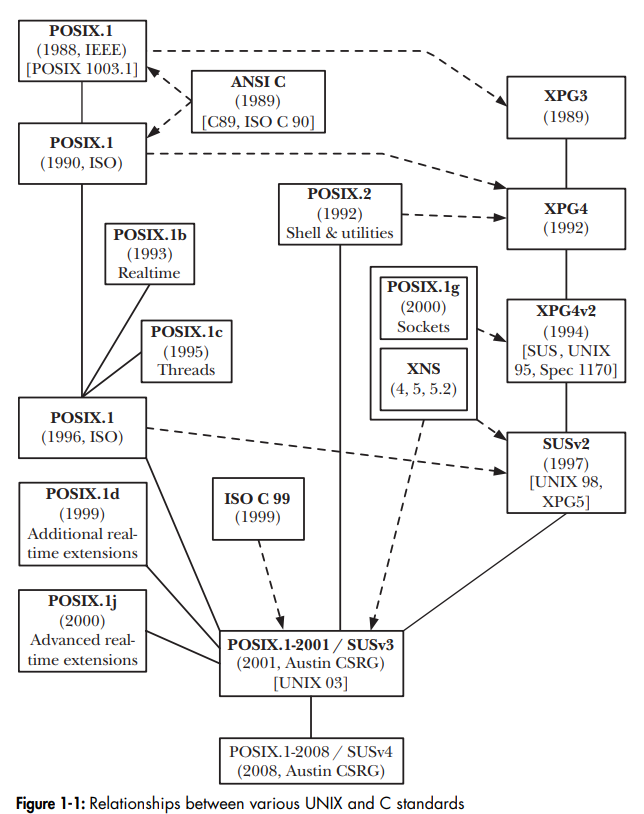 POSIX.1
(1988, IEEE)
[POSIX 1003.1]
ANSI C
(1989)
[C89, ISO C 90]
XPG3
(1989)
POSIX.1
(1990, ISO)
POSIX.2
(1992)
Shell & utilities
XPG4
(1992)
POSIX.1b
(1993)
Realtime
POSIX.1g
(2000)
Sockets
XNS
(4, 5, 5.2)
XPG4v2
(1994)
[SUS, UNIX
95, Spec 1170]
POSIX.1c
(1995)
Threads
POSIX.1
(1996, ISO)
SUSv2
(1997)
[UNIX 98,
XPG5]
POSIX.1d
(1999)
Additional real-
time extensions
ISO C 99
(1999)
POSIX.1j
(2000)
Advanced real-
time extensions
POSIX.1-2001 / SUSv3
(2001, Austin CSRG)
[UNIX 03]
POSIX.1-2008 / SUSv4
(2008, Austin CSRG)
Figure 1-1: Relationships between various UNIX and C standards